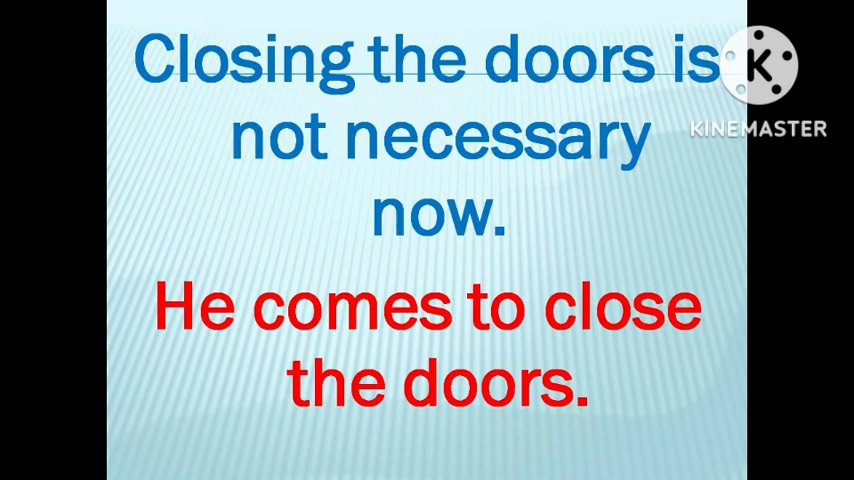 Closing the doors is
not necessary
now.
He comes to close
the doors.
K
KINEMASTER